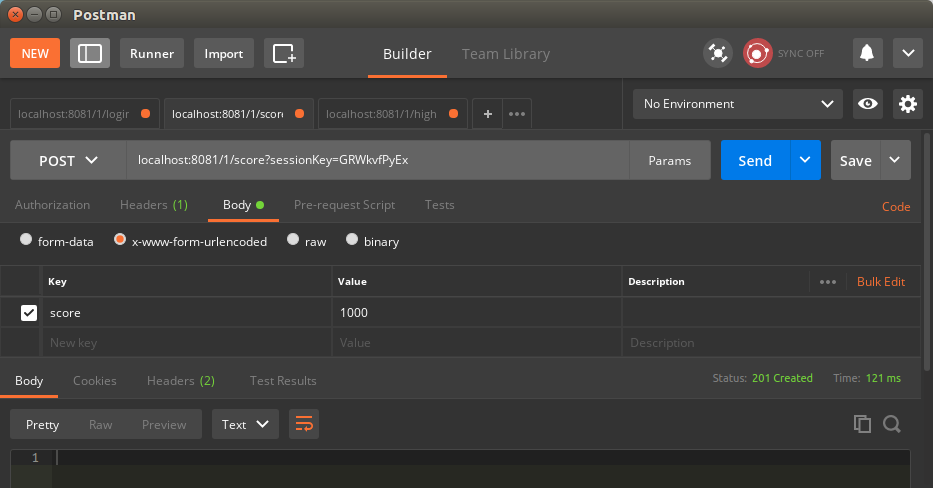 Postman
NEW Runner Import Builder Team Library SYNC OFF
localhost:8081/1/login localhost:8081/1/score localhost:8081/1/high + ••• No Environment
POST localhost:8081/1/score?sessionKey=GRWkvfPyEx Params Send Save
Authorization Headers (1) Body Pre-request Script Tests Code
form-data x-www-form-urlencoded raw binary
Key Value Description ••• Bulk Edit
score 1000
New key Value Description
Body Cookies Headers (2) Test Results Status: 201 Created Time: 121 ms
Pretty Raw Preview Text
1